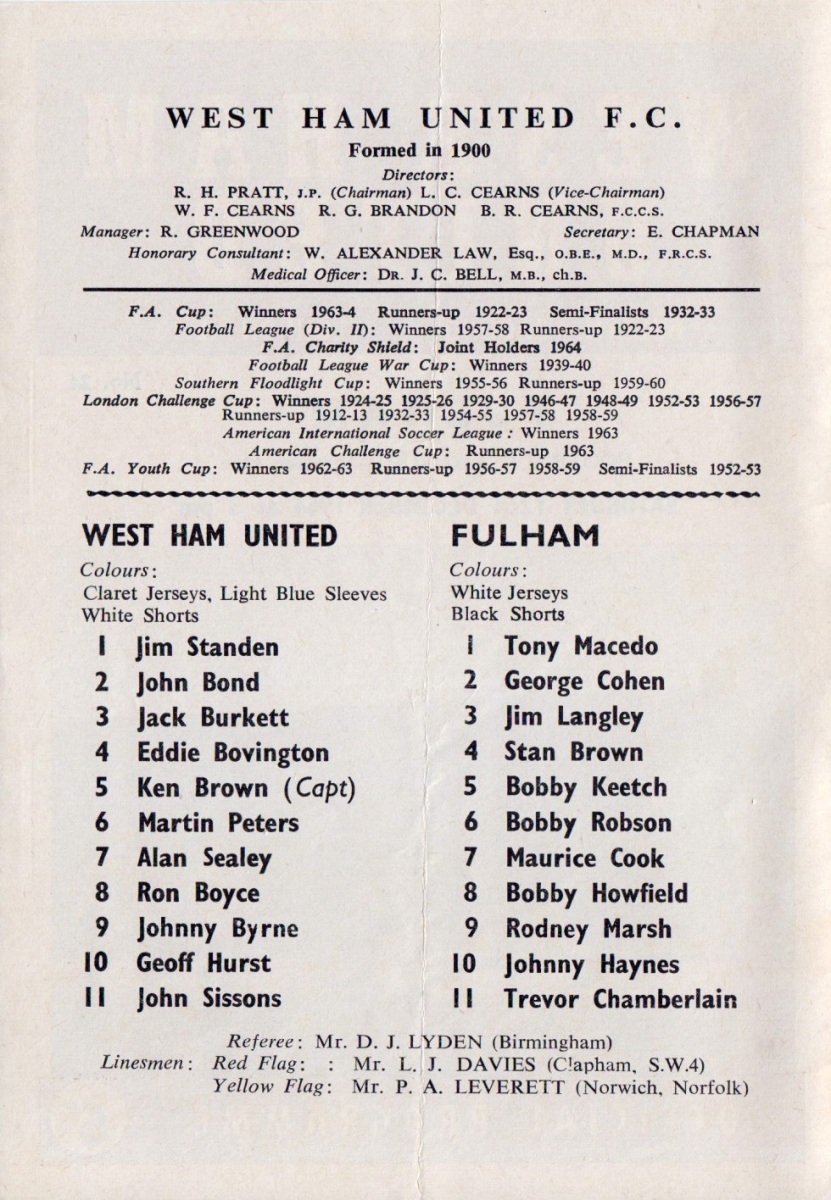 WEST HAM UNITED F.C.
Formed in 1900
Directors:
R. H. PRATT, J.P. (Chairman) L. C. CEARNS (Vice-Chairman)
W. F. CEARNS R. G. BRANDON B. R. CEARNS, F.C.C.S.
Manager: R. GREENWOOD Secretary: E. CHAPMAN
Honorary Consultant: W. ALEXANDER LAW, Esq., O.B.E., M.D., F.R.C.S.
Medical Officer: DR. J. C. BELL, M.B., ch.B.
F.A. Cup: Winners 1963-4 Runners-up 1922-23 Semi-Finalists 1932-33
Football League (Div. II): Winners 1957-58 Runners-up 1922-23
F.A. Charity Shield: Joint Holders 1964
Football League War Cup: Winners 1939-40
Southern Floodlight Cup: Winners 1955-56 Runners-up 1959-60
London Challenge Cup: Winners 1924-25 1925-26 1929-30 1946-47 1948-49 1952-53 1956-57
Runners-up 1912-13 1932-33 1954-55 1957-58 1958-59
American International Soccer League: Winners 1963
American Challenge Cup: Runners-up 1963
F.A. Youth Cup: Winners 1962-63 Runners-up 1956-57 1958-59 Semi-Finalists 1952-53
WEST HAM UNITED
Colours:
Claret Jerseys, Light Blue Sleeves
White Shorts
1 Jim Standen
2 John Bond
3 Jack Burkett
4 Eddie Bovington
5 Ken Brown (Capt)
6 Martin Peters
7 Alan Sealey
8 Ron Boyce
9 Johnny Byrne
10 Geoff Hurst
11 John Sissons
FULHAM
Colours:
White Jerseys
Black Shorts
1 Tony Macedo
2 George Cohen
3 Jim Langley
4 Stan Brown
5 Bobby Keetch
6 Bobby Robson
7 Maurice Cook
8 Bobby Howfield
9 Rodney Marsh
10 Johnny Haynes
11 Trevor Chamberlain
Referee: Mr. D. J. LYDEN (Birmingham)
Linesmen: Red Flag: : Mr. L. J. DAVIES (C!apham, S.W.4)
Yellow Flag: Mr. P. A. LEVERETT (Norwich, Norfolk)